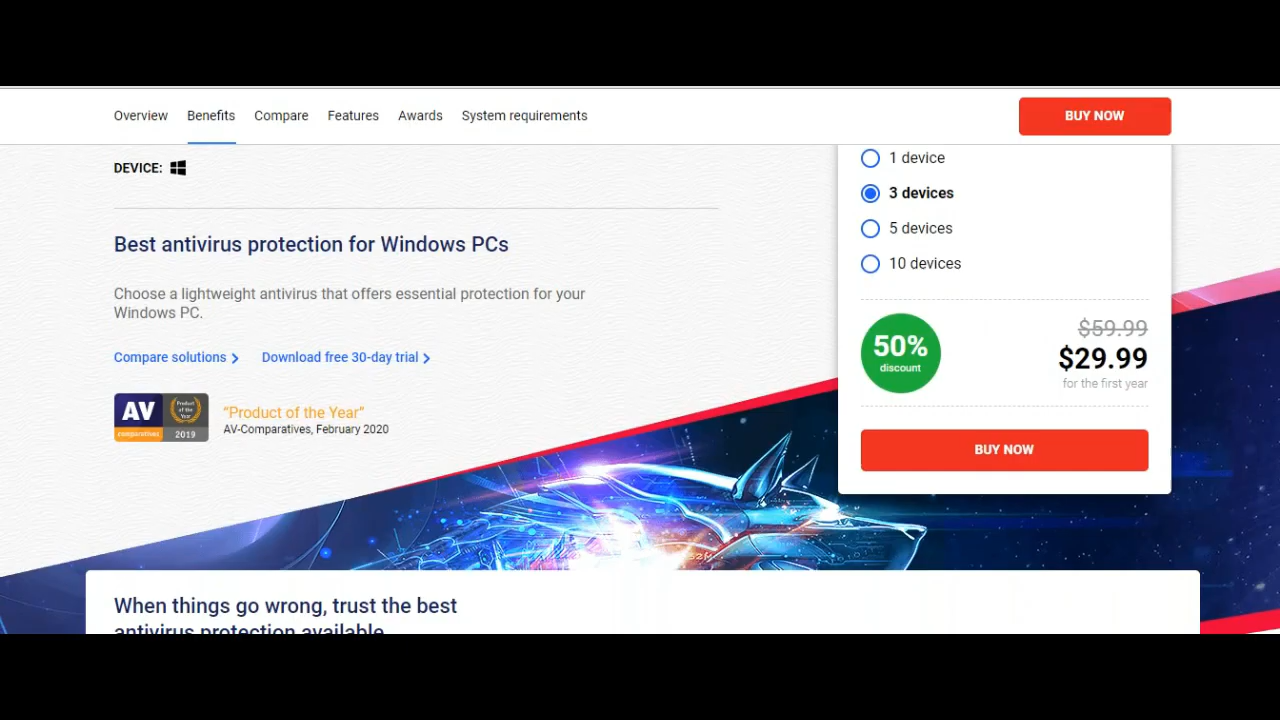 Overview Benefits Compare Features Awards System requirements BUY NOW
DEVICE:
Best antivirus protection for Windows PCs
Choose a lightweight antivirus that offers essential protection for your
Windows PC.
Compare solutions Download free 30-day trial
AV
comparatives
Product
of the
Year
2019
"Product of the Year"
AV-Comparatives, February 2020
1 device
3 devices
5 devices
10 devices
50%
discount
$59.99
$29.99
for the first year
BUY NOW
When things go wrong, trust the best
antivirus protection available